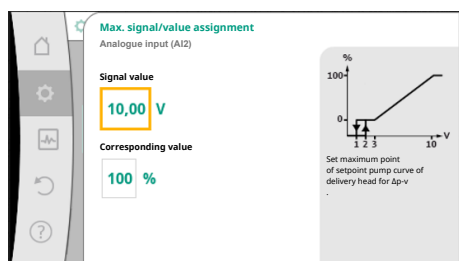 Max. signal/value assignment
Analogue input (AI2)
Signal value
10,00 V
Corresponding value
100 %
%
100
0
V
1 2 3 10
Set maximum point
of setpoint pump curve of
delivery head for Δp-v
.
?